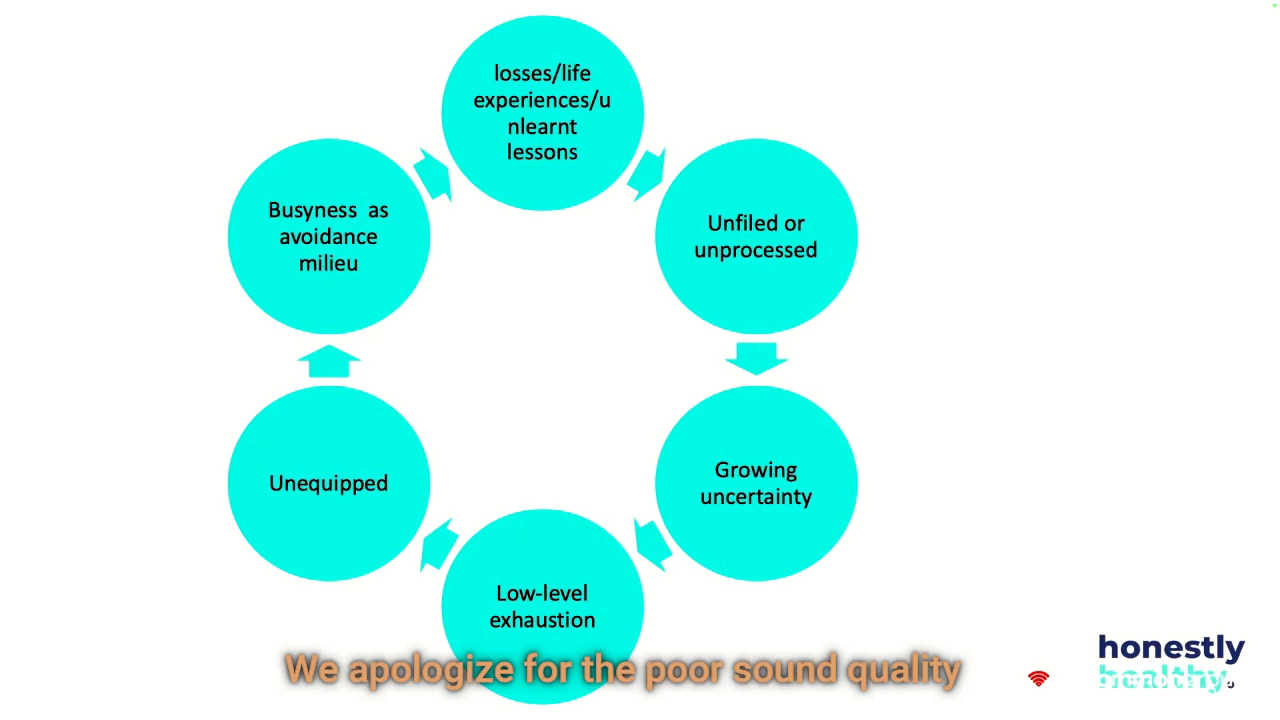 losses/life
experiences/u
nlearnt
lessons
Unfiled or
unprocessed
Growing
uncertainty
Low-level
exhaustion
Unequipped
Busyness as
avoidance
milieu
We apologize for the poor sound quality
honestly
healthy